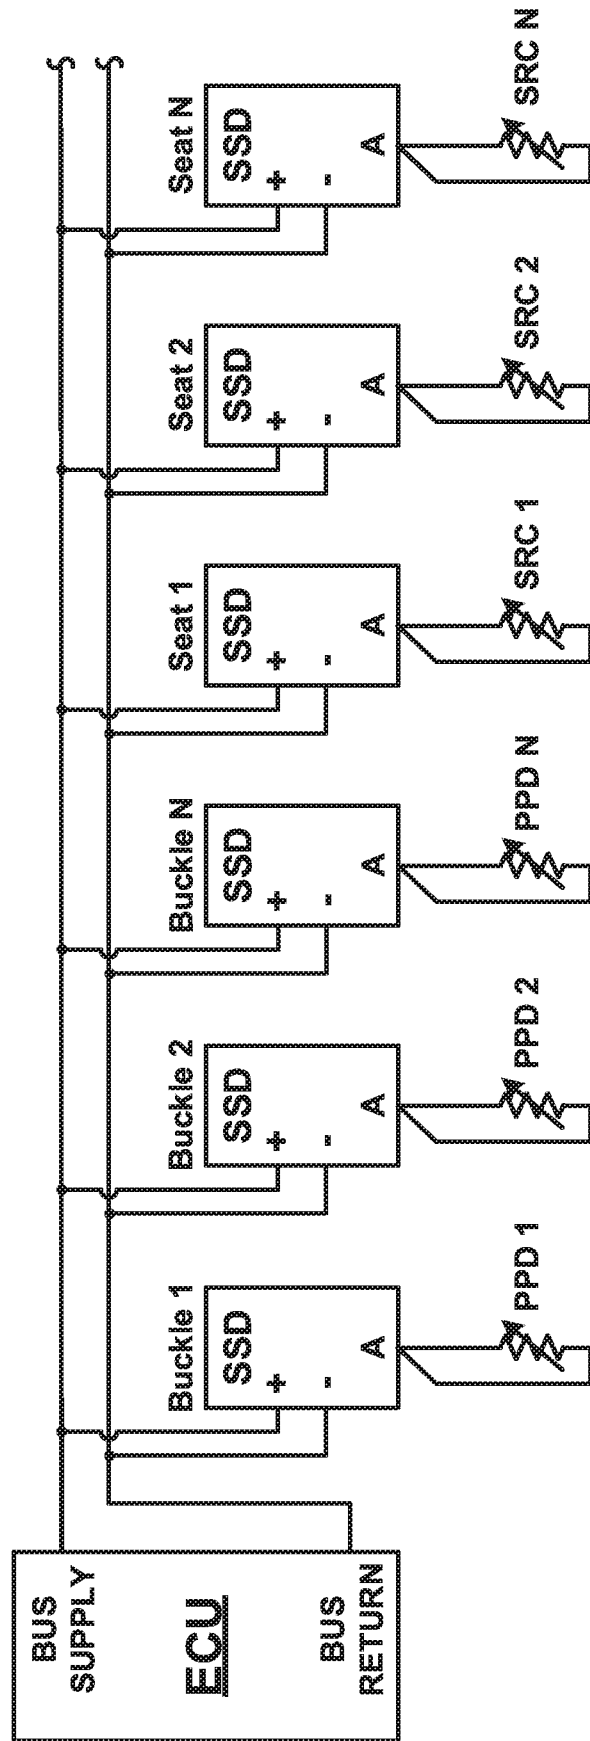 BUS
SUPPLY
ECU
BUS
RETURN
Buckle 1
SSD
+
-
A
PPD 1
Buckle 2
SSD
+
-
A
PPD 2
Buckle N
SSD
+
-
A
PPD N
Seat 1
SSD
+
-
A
SRC 1
Seat 2
SSD
+
-
A
SRC 2
Seat N
SSD
+
-
A
SRC N